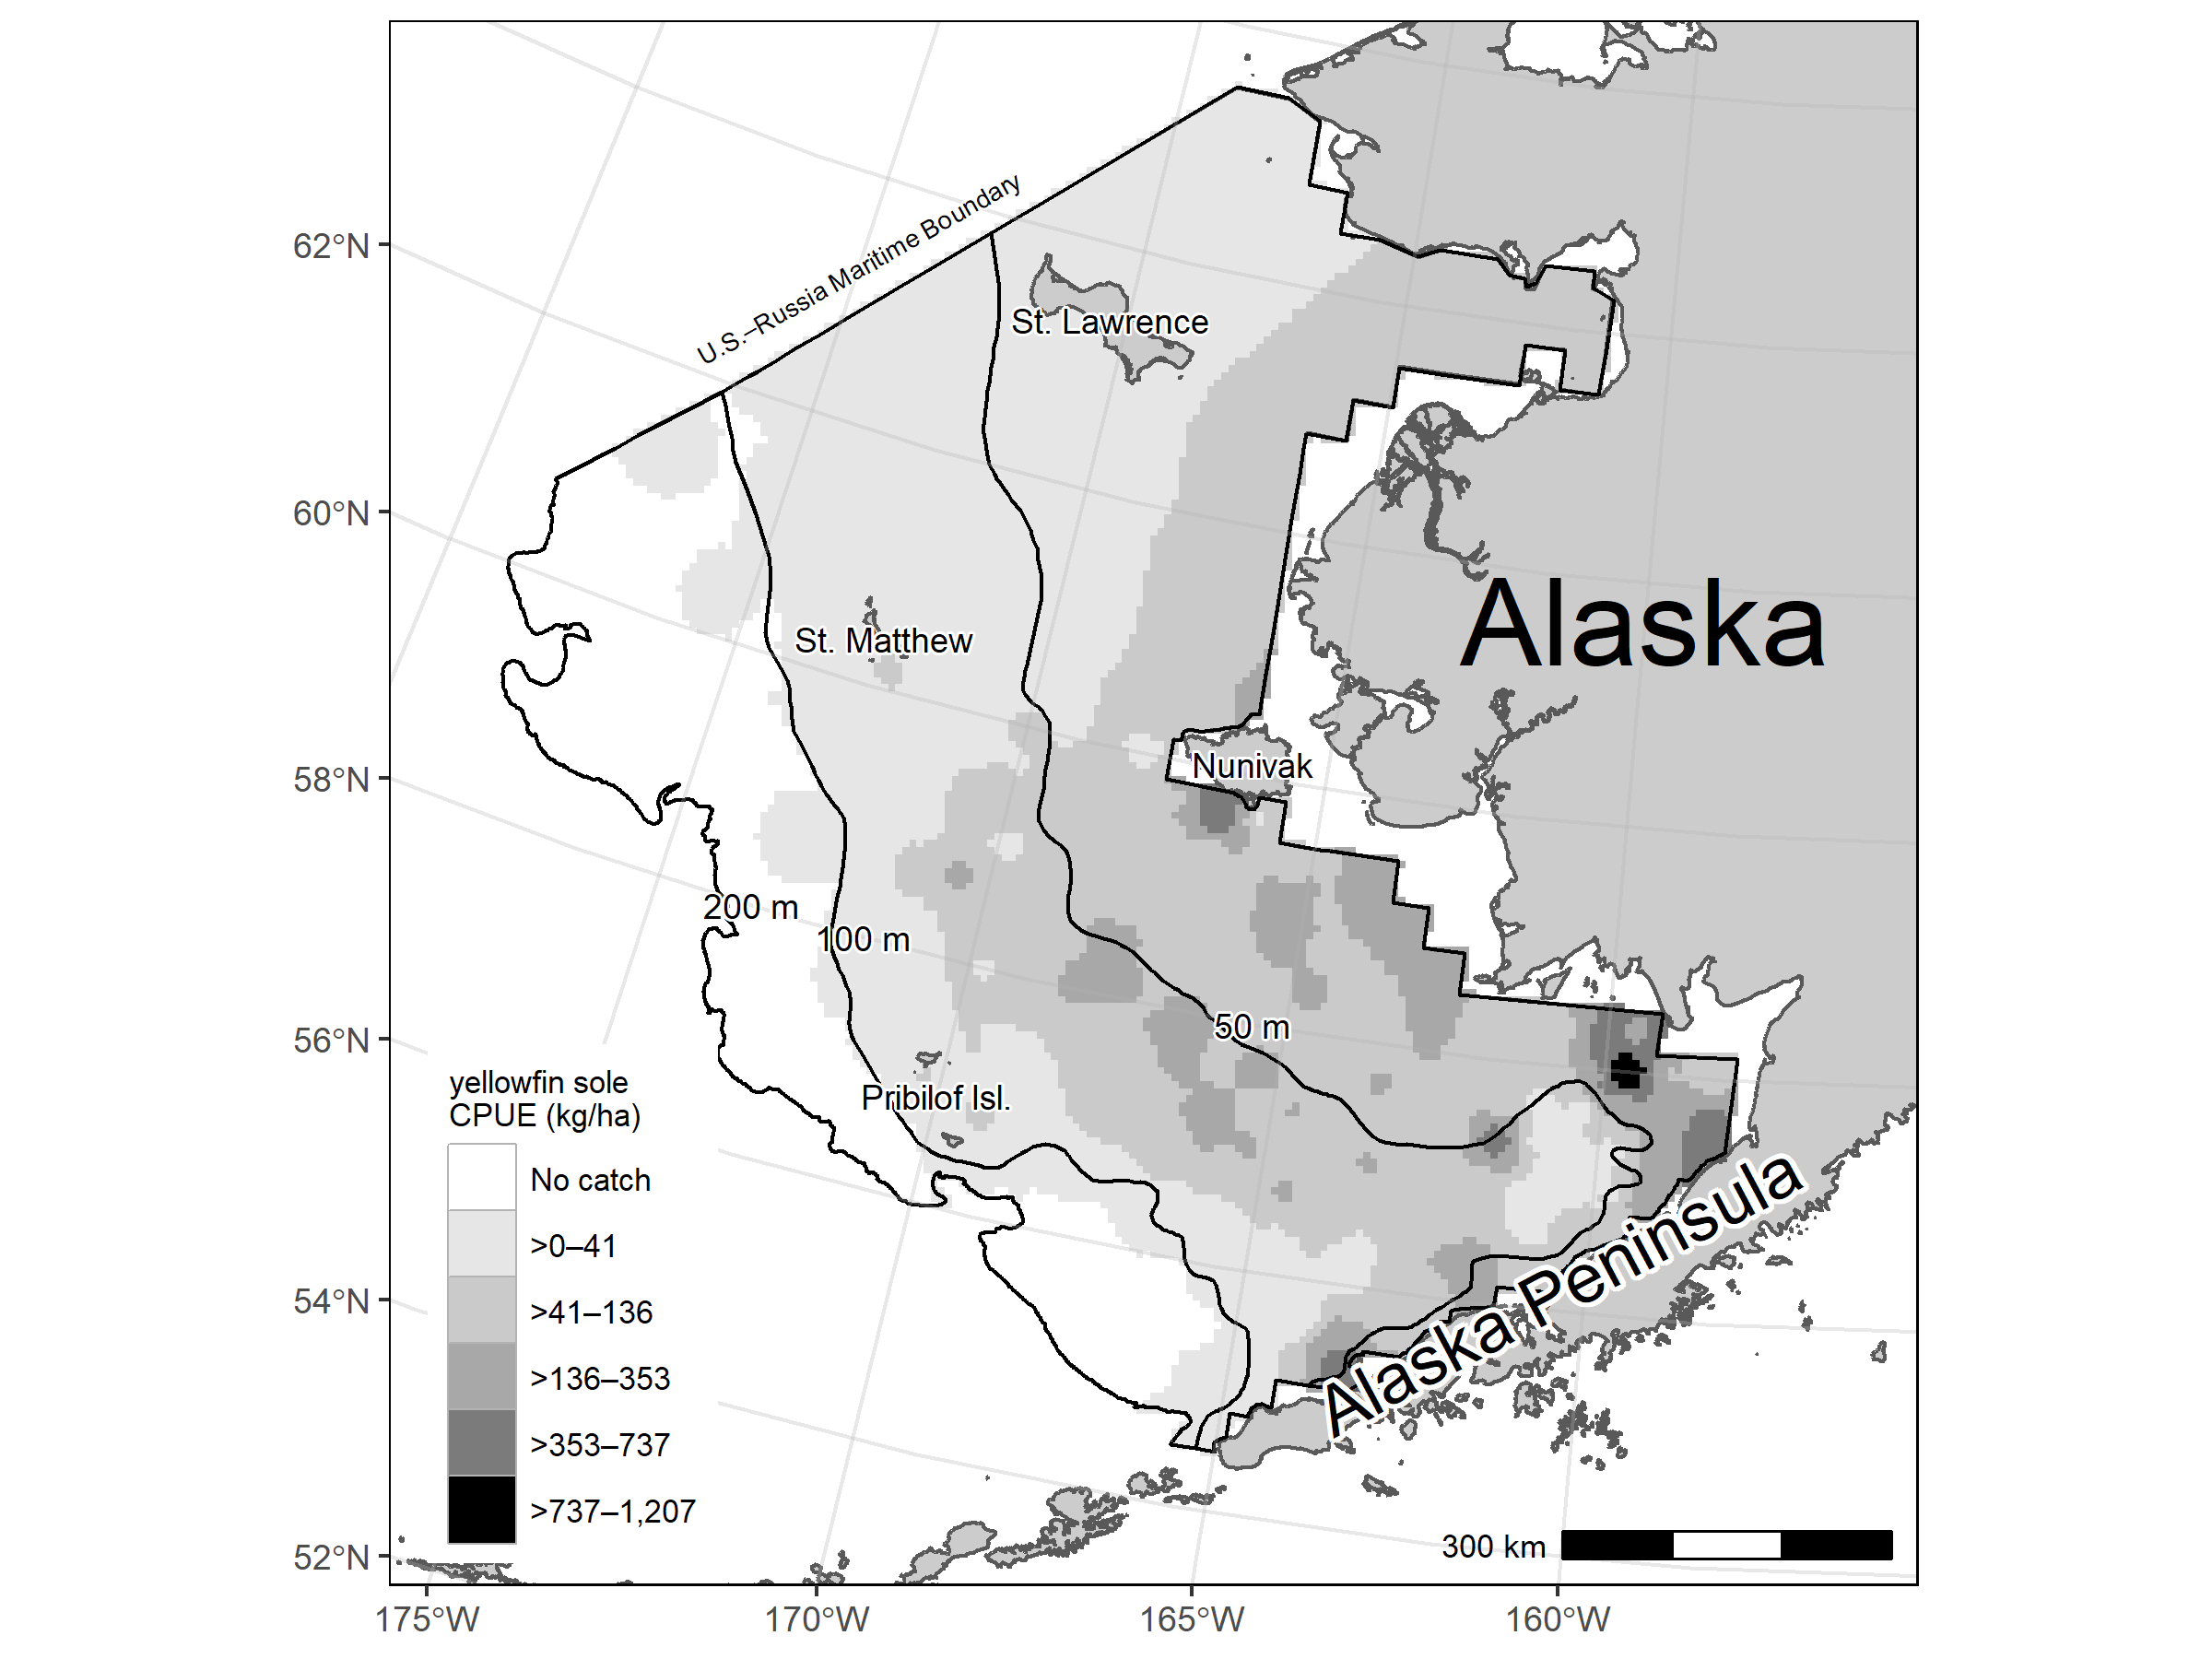 62°N
60°N
58°N
56°N
54°N
52°N
175°W
170°W
165°W
160°W
U.S.–Russia Maritime Boundary
St. Lawrence
St. Matthew
Alaska
Nunivak
200 m
100 m
50 m
Pribilof Isl.
Alaska Peninsula
yellowfin sole
CPUE (kg/ha)
No catch
>0–41
>41–136
>136–353
>353–737
>737–1,207
300 km